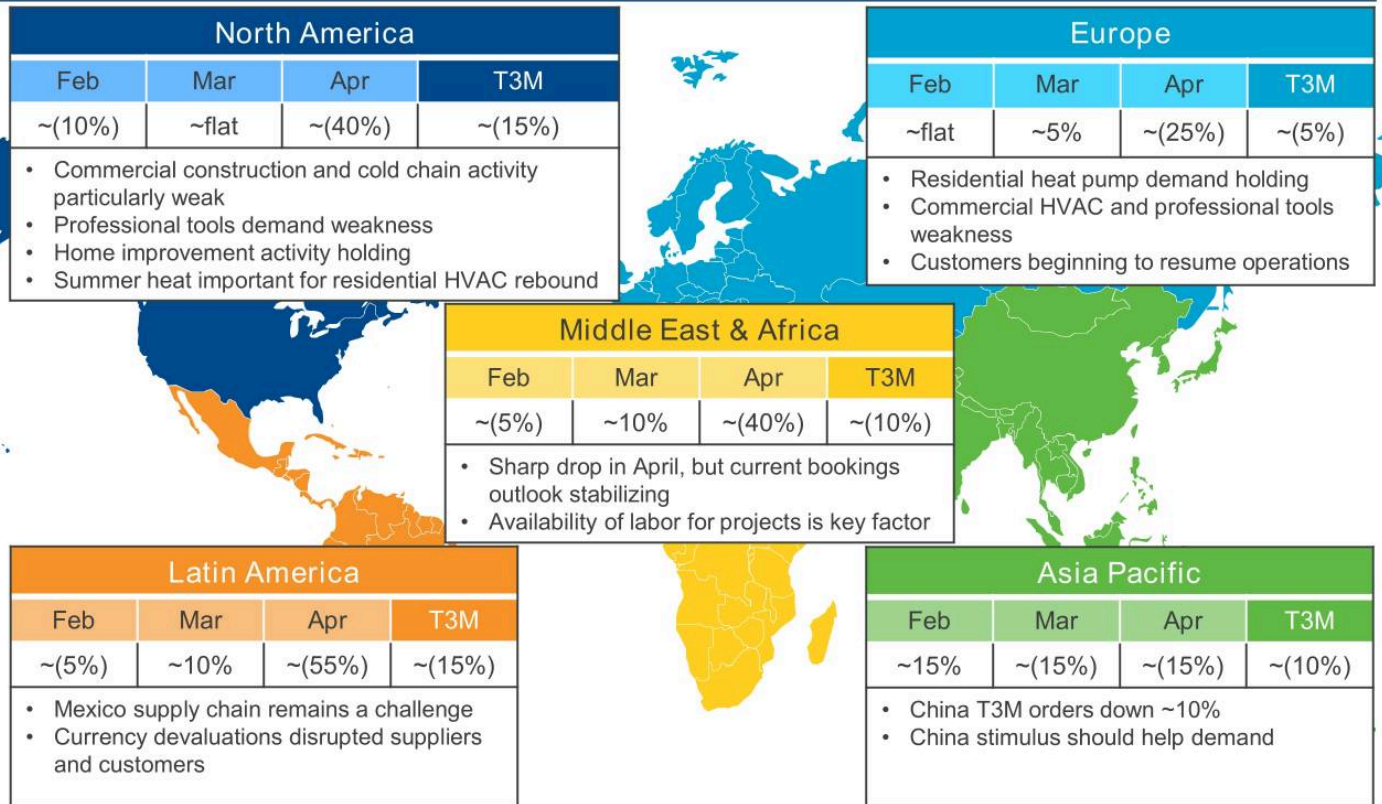 North America
Feb Mar Apr T3M
~(10%) ~flat ~(40%) ~(15%)
• Commercial construction and cold chain activity
particularly weak
• Professional tools demand weakness
• Home improvement activity holding
• Summer heat important for residential HVAC rebound
Europe
Feb Mar Apr T3M
~flat ~5% ~(25%) ~(5%)
• Residential heat pump demand holding
• Commercial HVAC and professional tools
weakness
• Customers beginning to resume operations
Middle East & Africa
Feb Mar Apr T3M
~(5%) ~10% ~(40%) ~(10%)
• Sharp drop in April, but current bookings
outlook stabilizing
• Availability of labor for projects is key factor
Latin America
Feb Mar Apr T3M
~(5%) ~10% ~(55%) ~(15%)
• Mexico supply chain remains a challenge
• Currency devaluations disrupted suppliers
and customers
Asia Pacific
Feb Mar Apr T3M
~15% ~(15%) ~(15%) ~(10%)
• China T3M orders down ~10%
• China stimulus should help demand